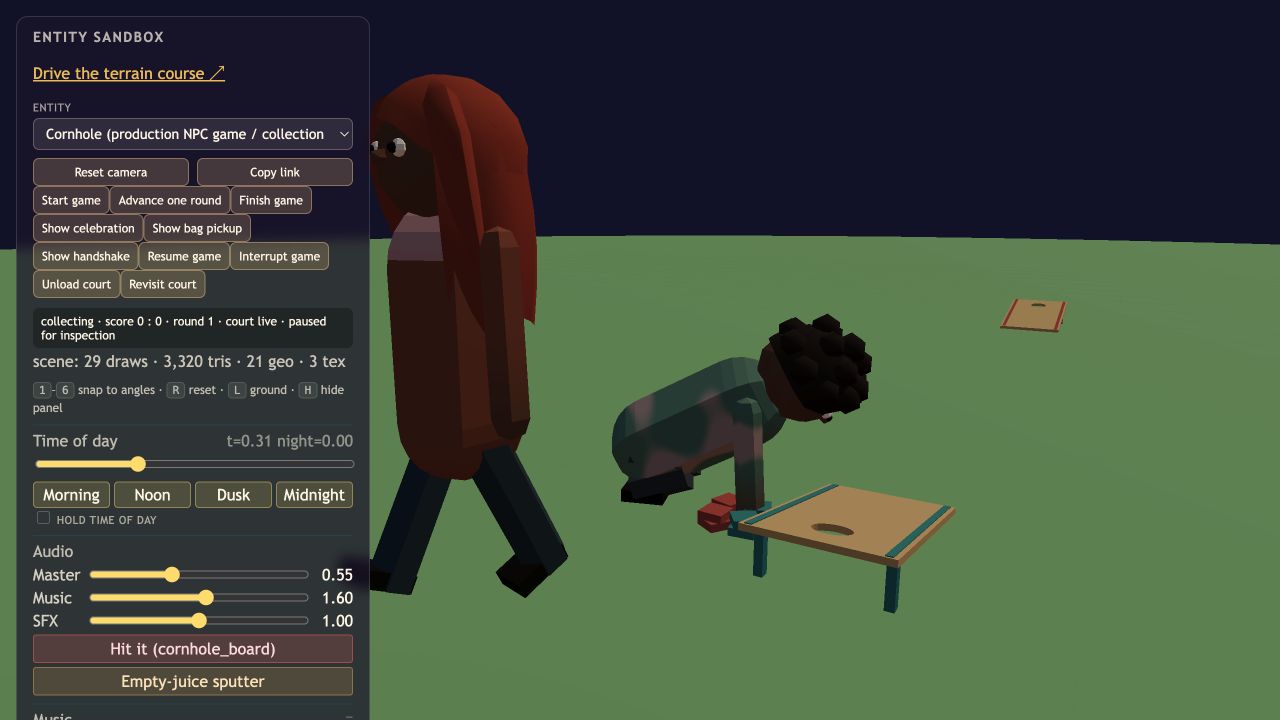 ENTITY SANDBOX
Drive the terrain course ↗
ENTITY
Cornhole (production NPC game / collection
Reset camera Copy link
Start game Advance one round Finish game
Show celebration Show bag pickup
Show handshake Resume game Interrupt game
Unload court Revisit court
collecting · score 0 : 0 · round 1 · court live · paused
for inspection
scene: 29 draws · 3,320 tris · 21 geo · 3 tex
1-6 snap to angles · R reset · L ground · H hide
panel
Time of day t=0.31 night=0.00
Morning Noon Dusk Midnight
HOLD TIME OF DAY
Audio
Master 0.55
Music 1.60
SFX 1.00
Hit it (cornhole_board)
Empty-juice sputter
Music